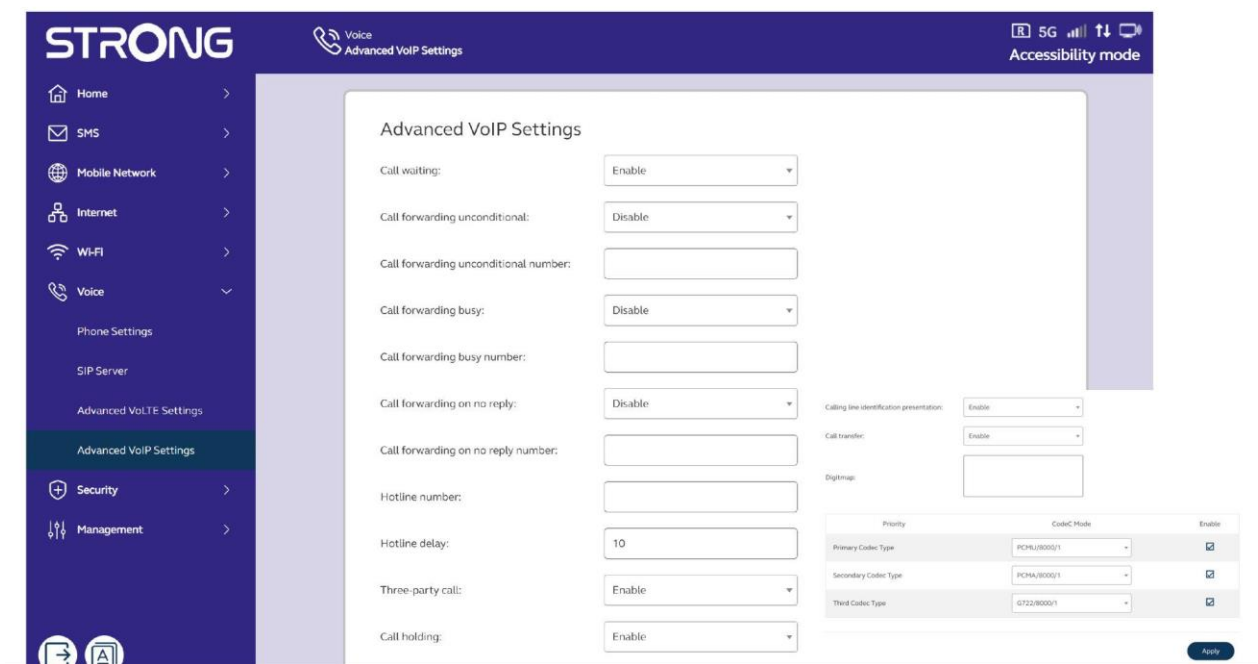 STRONG
Voice
Advanced VoIP Settings
R 5G
Accessibility mode
Home
SMS
Mobile Network
Internet
Wi-Fi
Voice
Phone Settings
SIP Server
Advanced VoLTE Settings
Advanced VoIP Settings
Security
Management
A
Advanced VoIP Settings
Call waiting: Enable
Call forwarding unconditional: Disable
Call forwarding unconditional number:
Call forwarding busy: Disable
Call forwarding busy number:
Call forwarding on no reply: Disable
Call forwarding on no reply number:
Hotline number:
Hotline delay: 10
Three-party call: Enable
Call holding: Enable
Calling line identification presentation: Enable
Call transfer: Enable
Digitmap:
Priority CodeC Mode Enable
Primary Codec Type PCMU/8000/1
Secondary Codec Type PCMA/8000/1
Third Codec Type G722/8000/1
Apply